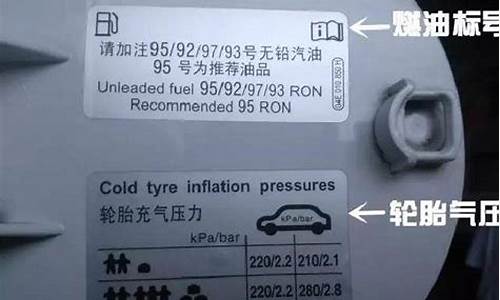 请加注95/92/97/93号无铅汽油
95 号为推荐油品
Unleaded fuel 95/92/97/93 RON
Recommended 95 RON
燃油标号
Cold tyre inflation pressures
轮胎充气压力
kPa/bar
轮胎气压
kPa/bar
220/2.2 210/2.1
220/2.2 280/2.8